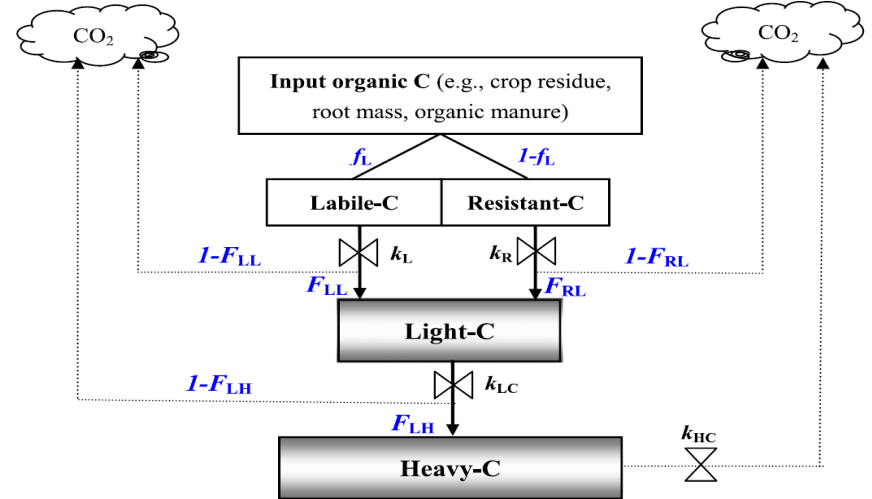 CO₂
CO₂
Input organic C (e.g., crop residue,
root mass, organic manure)
fL
1-fL
Labile-C
Resistant-C
1-FLL
kL
kR
1-FRL
FLL
FRL
Light-C
1-FLH
kLC
FLH
kHC
Heavy-C